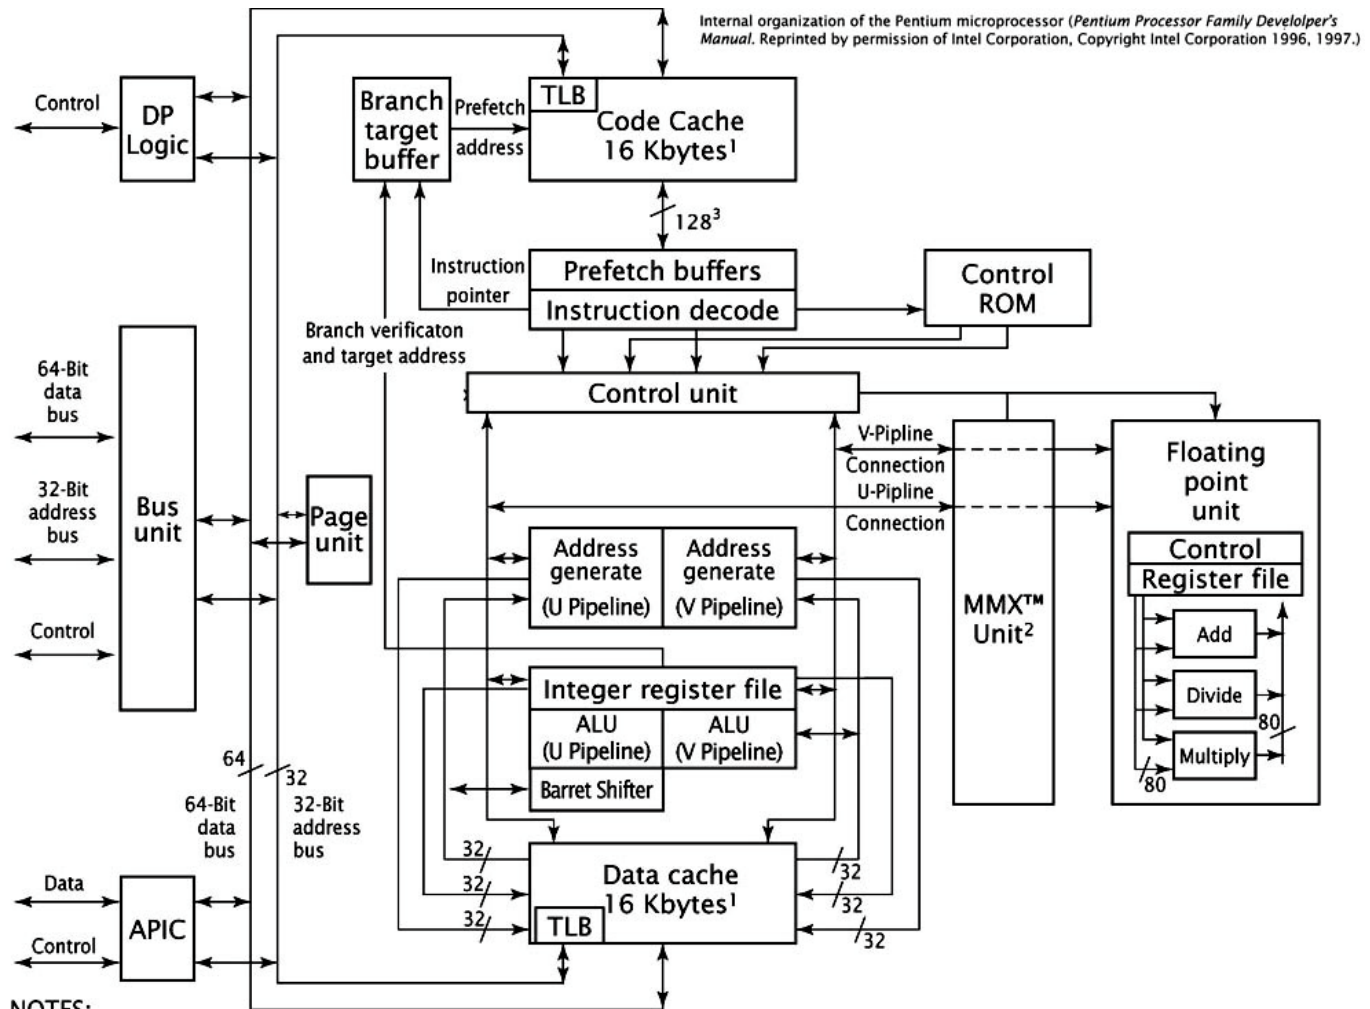 Internal organization of the Pentium microprocessor (Pentium Processor Family Develolper's
Manual. Reprinted by permission of Intel Corporation, Copyright Intel Corporation 1996, 1997.)
Control
DP
Logic
Branch
target
buffer
Prefetch
address
TLB
Code Cache
16 Kbytes¹
128³
Instruction
pointer
Prefetch buffers
Instruction decode
Control
ROM
Branch verificaton
and target address
Control unit
64-Bit
data
bus
32-Bit
address
bus
Control
Bus
unit
Page
unit
V-Pipline
Connection
U-Pipline
Connection
MMX™
Unit²
Floating
point
unit
Control
Register file
Add
Divide
Multiply
80
80
Address
generate
(U Pipeline)
Address
generate
(V Pipeline)
Integer register file
ALU
(U Pipeline)
ALU
(V Pipeline)
Barret Shifter
64
32
64-Bit
data
bus
32-Bit
address
bus
32
32
32
32
32
32
Data cache
16 Kbytes¹
TLB
Data
Control
APIC
NOTES: